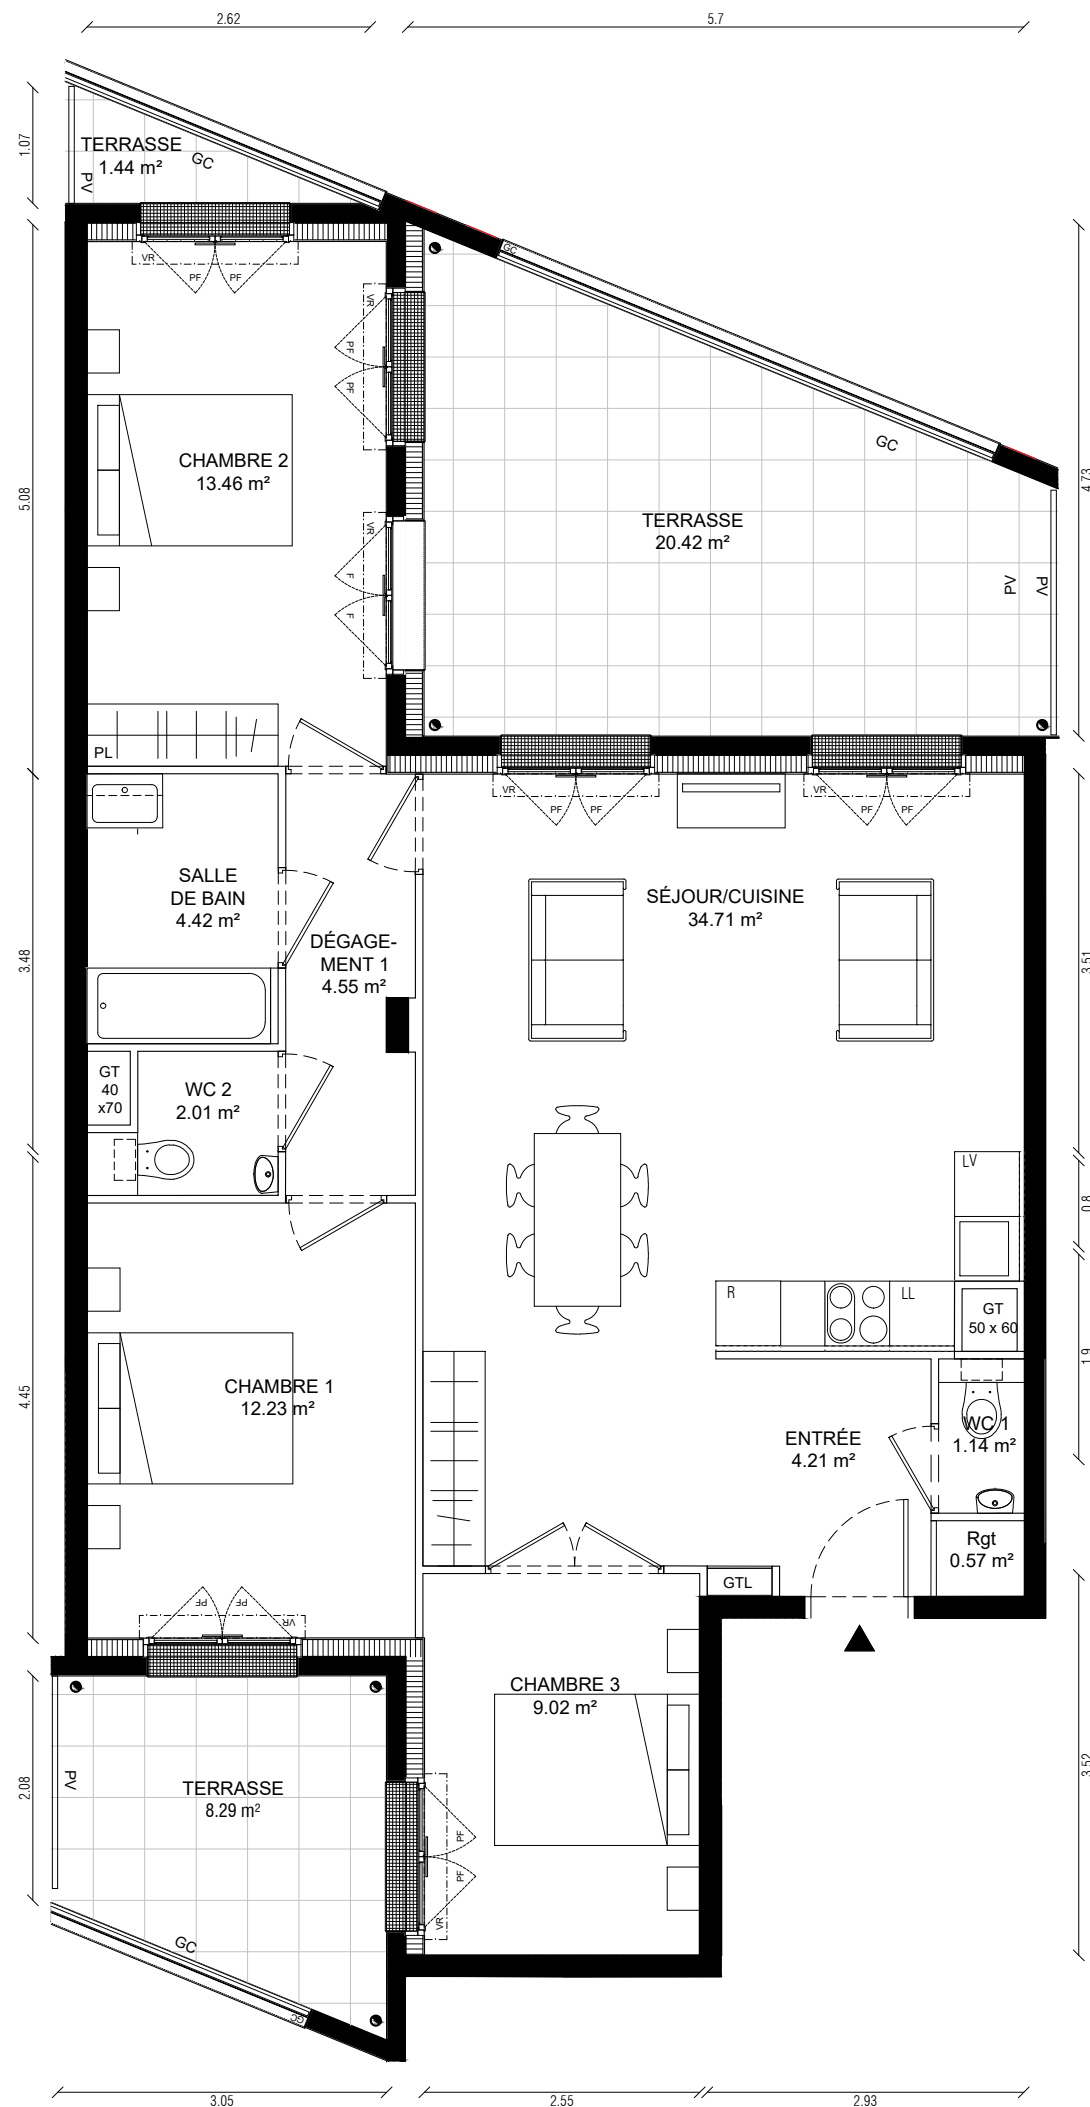 2.62
5.7
1.07
TERRASSE
1.44 m²
GC
PV
VR
PF
PF
GC
VR
PF
PF
5.08
CHAMBRE 2
13.46 m²
GC
4.73
TERRASSE
20.42 m²
VR
F
F
PV
PV
PL
VR
PF
PF
VR
PF
PF
SALLE
DE BAIN
4.42 m²
SÉJOUR/CUISINE
34.71 m²
3.48
DÉGAGE-
MENT 1
4.55 m²
3.51
GT
40
x70
WC 2
2.01 m²
LV
0.8
R
LL
GT
50 x 60
1.9
4.45
CHAMBRE 1
12.23 m²
ENTRÉE
4.21 m²
WC 1
1.14 m²
Rgt
0.57 m²
GTL
PF
PF
VR
CHAMBRE 3
9.02 m²
3.52
2.08
PV
TERRASSE
8.29 m²
PF
PF
VR
GC
GC
3.05
2.55
2.93